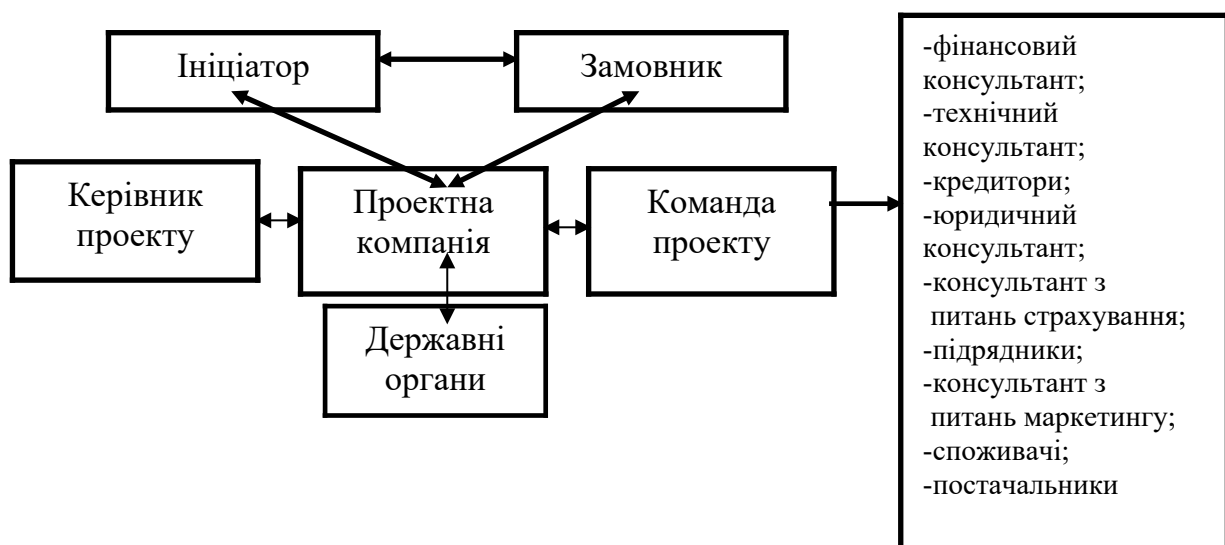 Ініціатор
Замовник
Керівник
проекту
Проектна
компанія
Команда
проекту
Державні
органи
-фінансовий
консультант;
-технічний
консультант;
-кредитори;
-юридичний
консультант;
-консультант з
питань страхування;
-підрядники;
-консультант з
питань маркетингу;
-споживачі;
-постачальники